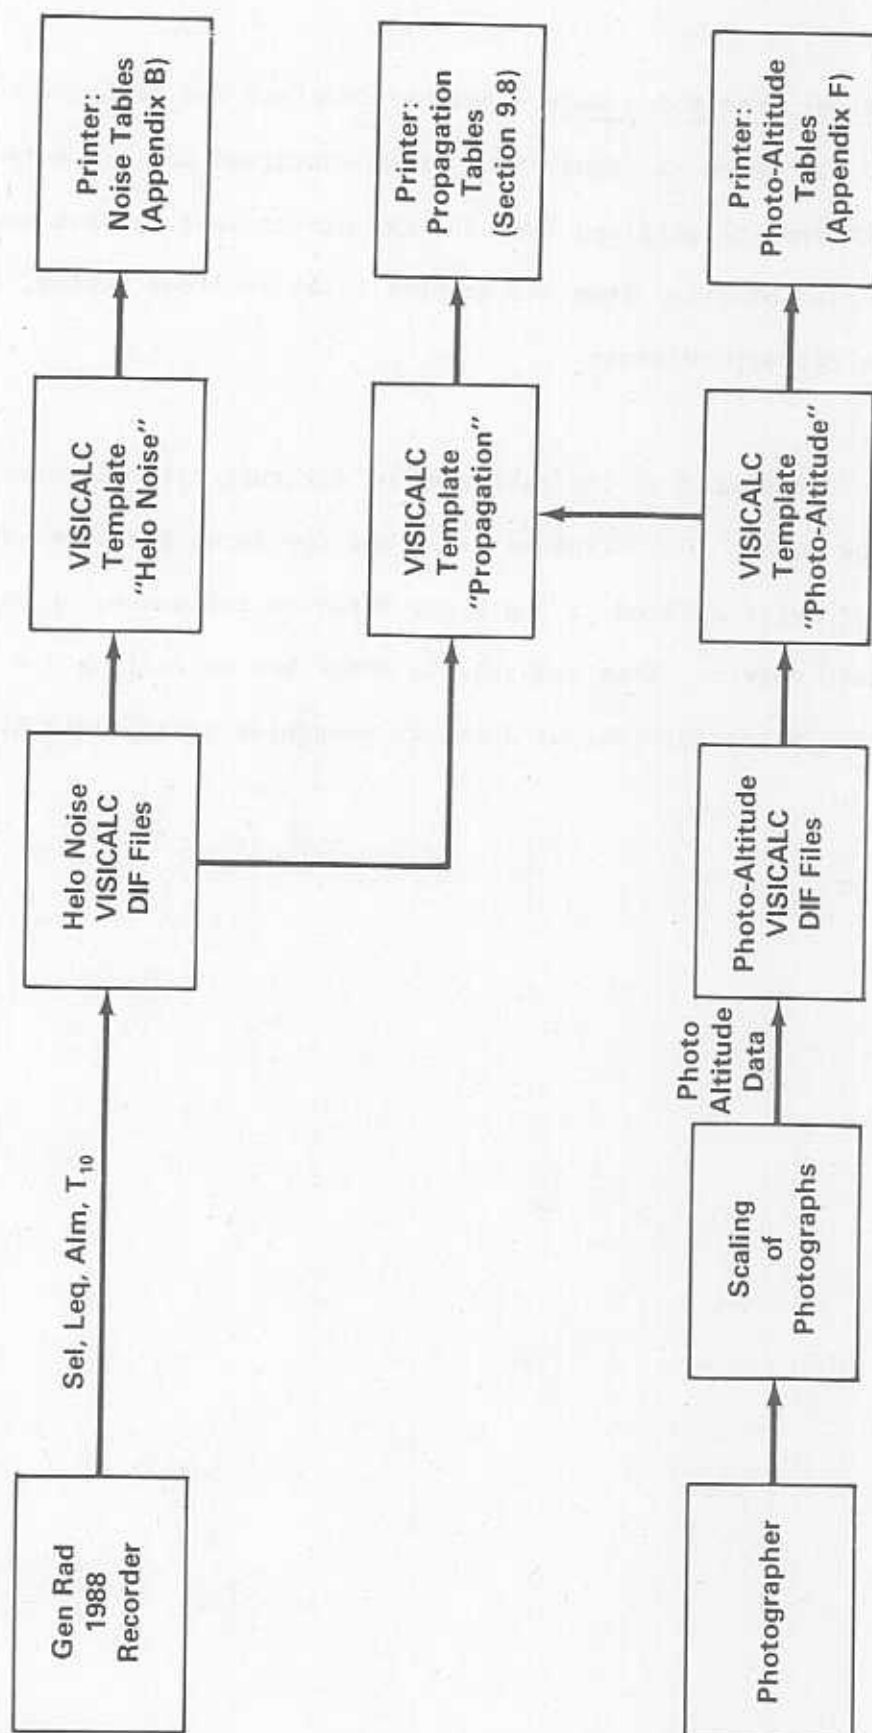 Gen Rad
1988
Recorder
Sel, Leq, Alm, T₁₀
Helo Noise
VISICALC
DIF Files
VISICALC
Template
“Helo Noise”
Printer:
Noise Tables
(Appendix B)
VISICALC
Template
“Propagation”
Printer:
Propagation
Tables
(Section 9.8)
Photographer
Scaling
of
Photographs
Photo
Altitude
Data
Photo-Altitude
VISICALC
DIF Files
VISICALC
Template
“Photo-Altitude”
Printer:
Photo-Altitude
Tables
(Appendix F)